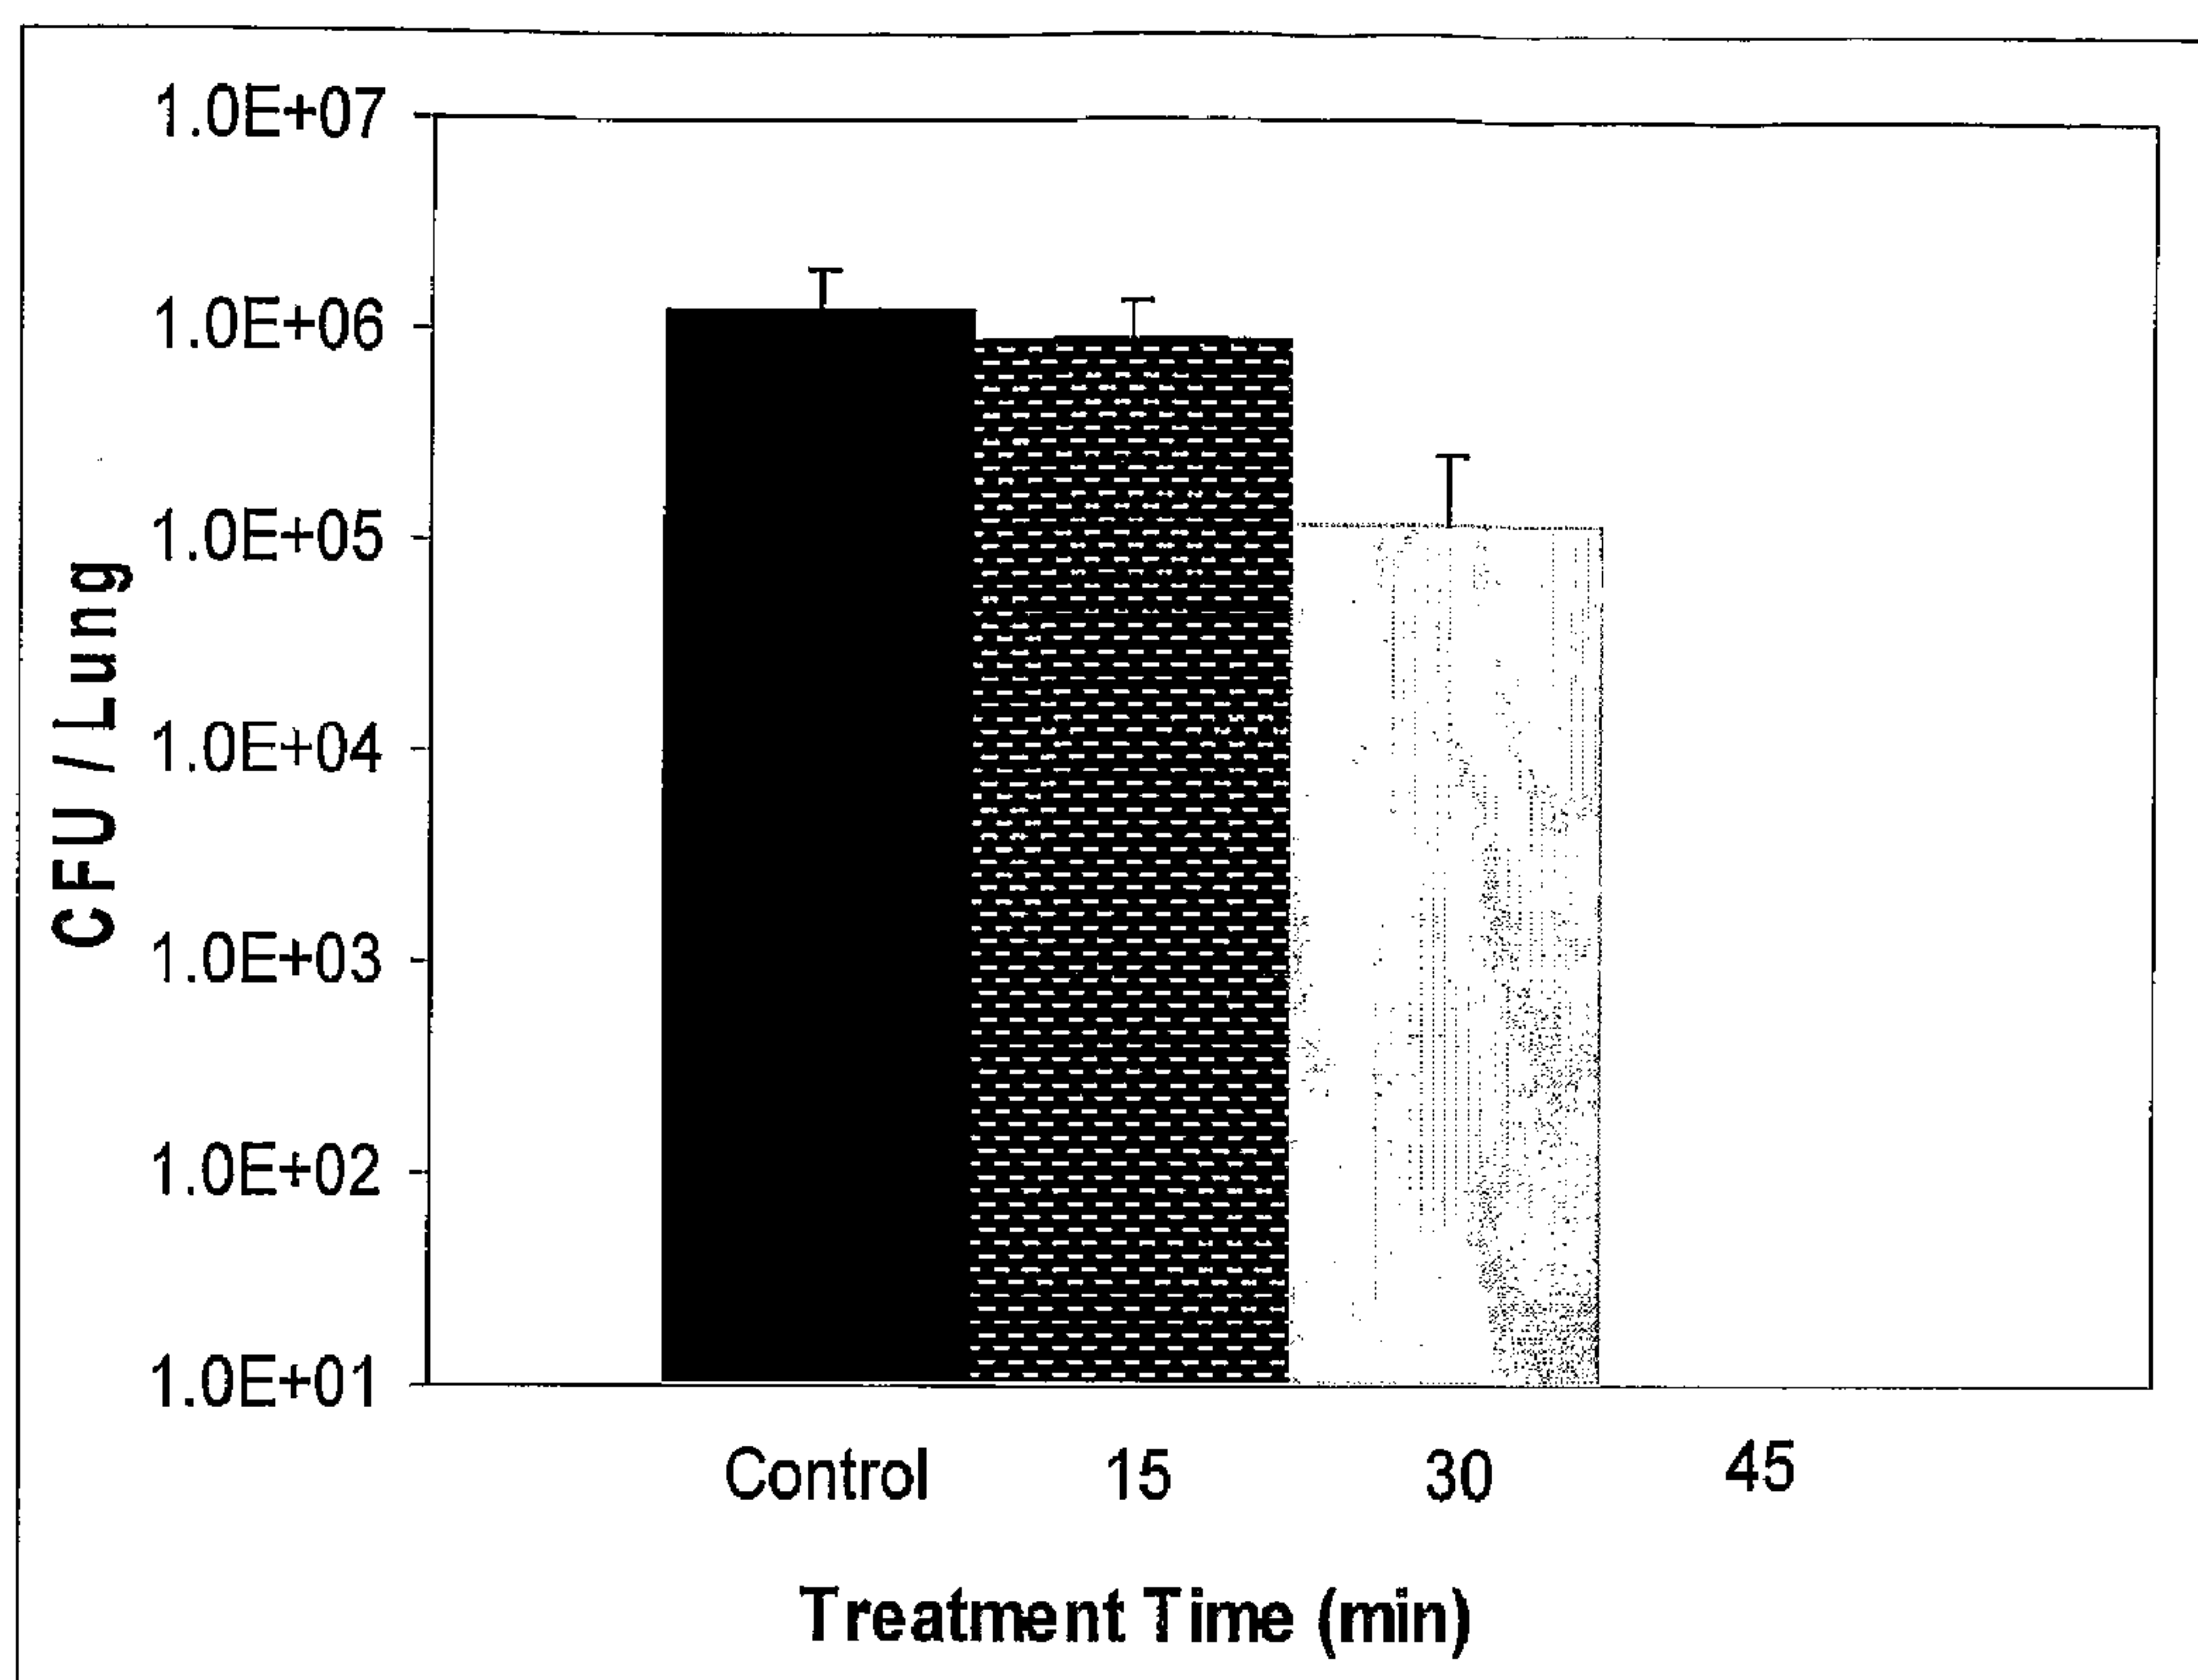 1.0E+07
1.0E+06
1.0E+05
1.0E+04
1.0E+03
1.0E+02
1.0E+01
CFU / Lung
Control 15 30 45
Treatment Time (min)